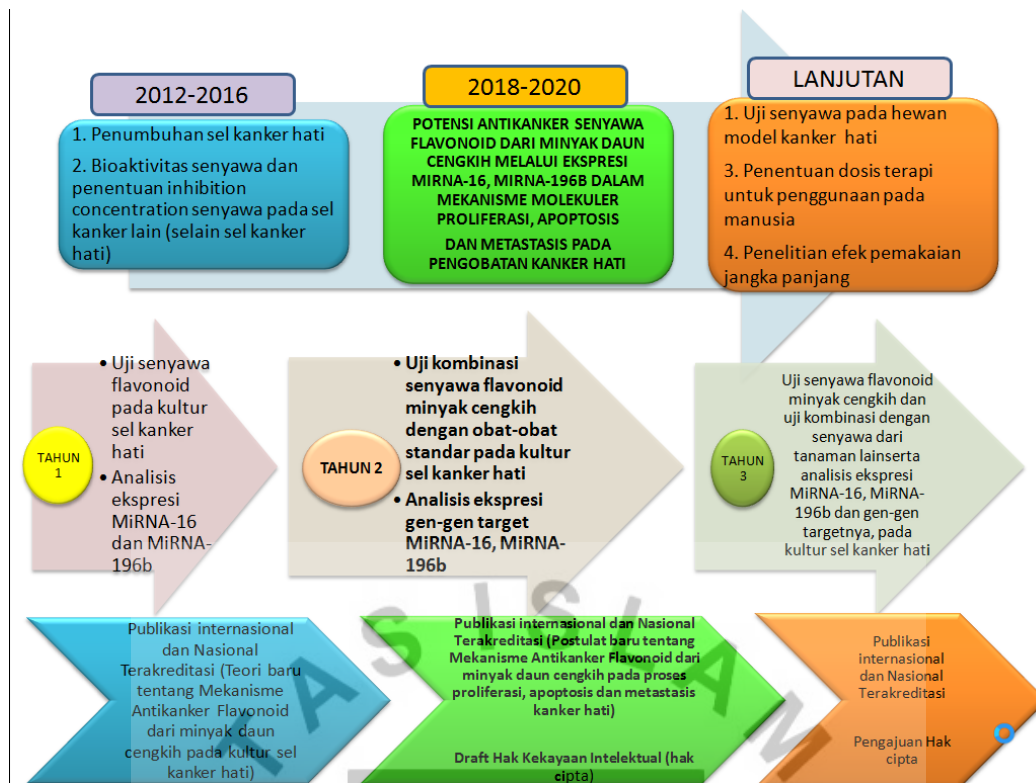 2012-2016
1. Penumbuhan sel kanker hati
2. Bioaktivitas senyawa dan
penentuan inhibition
concentration senyawa pada sel
kanker lain (selain sel kanker
hati)
2018-2020
POTENSI ANTIKANKER SENYAWA
FLAVONOID DARI MINYAK DAUN
CENGKIH MELALUI EKSPRESI
MIRNA-16, MIRNA-196B DALAM
MEKANISME MOLEKULER
PROLIFERASI, APOPTOSIS
DAN METASTASIS PADA
PENGOBATAN KANKER HATI
LANJUTAN
1. Uji senyawa pada hewan
model kanker hati
3. Penentuan dosis terapi
untuk penggunaan pada
manusia
4. Penelitian efek pemakaian
jangka panjang
TAHUN
1
• Uji senyawa
flavonoid
pada kultur
sel kanker
hati
• Analisis
ekspresi
MiRNA-16
dan MiRNA-
196b
TAHUN 2
• Uji kombinasi
senyawa flavonoid
minyak cengkih
dengan obat-obat
standar pada kultur
sel kanker hati
• Analisis ekspresi
gen-gen target
MiRNA-16, MiRNA-
196b
TAHUN
3
Uji senyawa flavonoid
minyak cengkih dan
uji kombinasi dengan
senyawa dari
tanaman lainserta
analisis ekspresi
MiRNA-16, MiRNA-
196b dan gen-gen
targetnya, pada
kultur sel kanker hati
Publikasi internasional
dan Nasional
Terakreditasi (Teori baru
tentang Mekanisme
Antikanker Flavonoid
dari minyak daun
cengkih pada kultur sel
kanker hati)
Publikasi internasional dan Nasional
Terakreditasi (Postulat baru tentang
Mekanisme Antikanker Flavonoid dari
minyak daun cengkih pada proses
proliferasi, apoptosis dan metastasis
kanker hati)
Draft Hak Kekayaan Intelektual (hak
cipta)
Publikasi
internasional
dan Nasional
Terakreditasi
Pengajuan Hak
cipta
TAS ISLAM